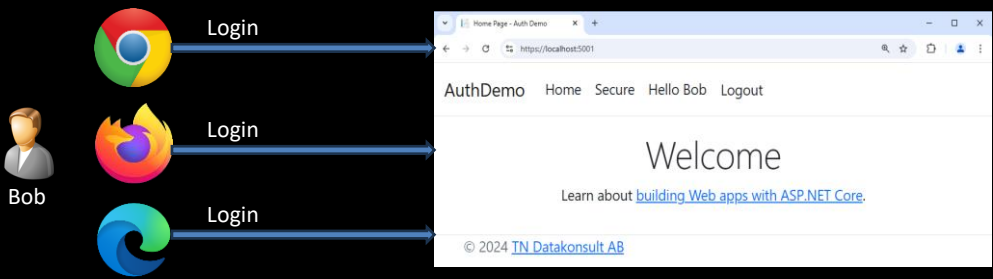 Login
Login
Login
Bob
Home Page - Auth Demo
https://localhost:5001
AuthDemo Home Secure Hello Bob Logout
Welcome
Learn about building Web apps with ASP.NET Core.
© 2024 TN Datakonsult AB